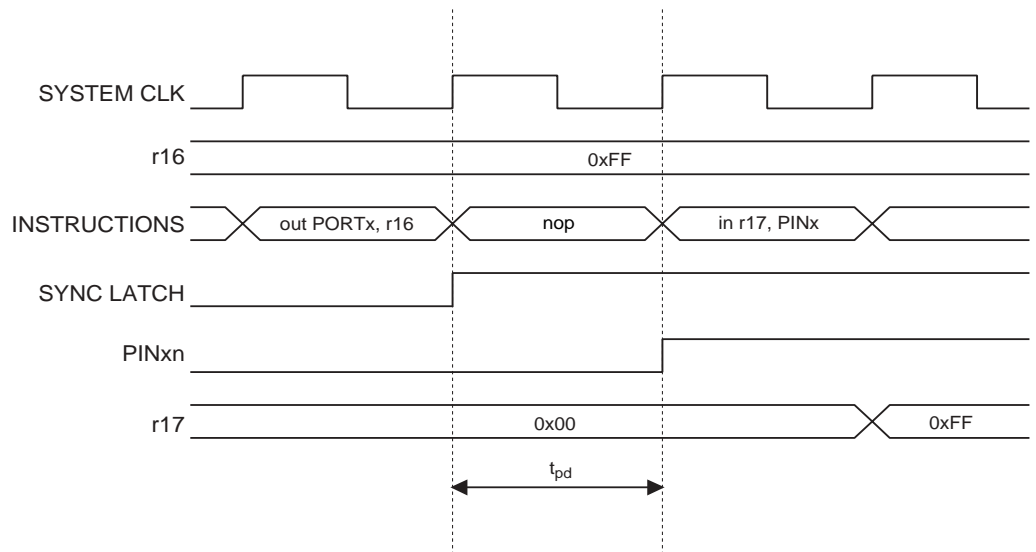 SYSTEM CLK
r16
0xFF
INSTRUCTIONS
out PORTx, r16
nop
in r17, PINx
SYNC LATCH
PINxn
r17
0x00
0xFF
tpd